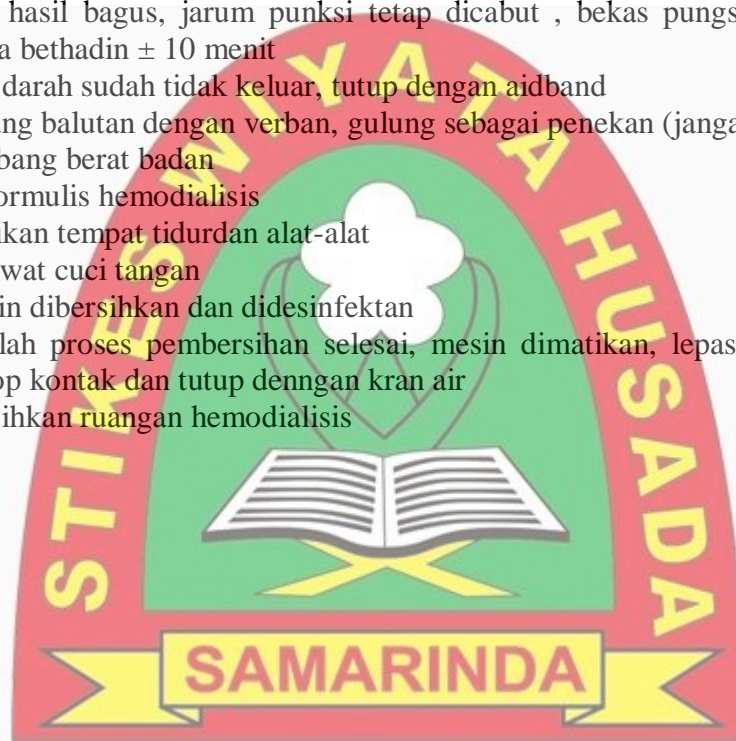 hasil bagus, jarum punksi tetap dicabut , bekas pungs
a bethadin ± 10 menit
darah sudah tidak keluar, tutup dengan aidband
ng balutan dengan verban, gulung sebagai penekan (janga
bang berat badan
ormulis hemodialisis
ikan tempat tidurdan alat-alat
wat cuci tangan
in dibersihkan dan didesinfektan
lah proses pembersihan selesai, mesin dimatikan, lepas
op kontak dan tutup denngan kran air
ihkan ruangan hemodialisis
STIKES WIYATA HUSADA
SAMARINDA